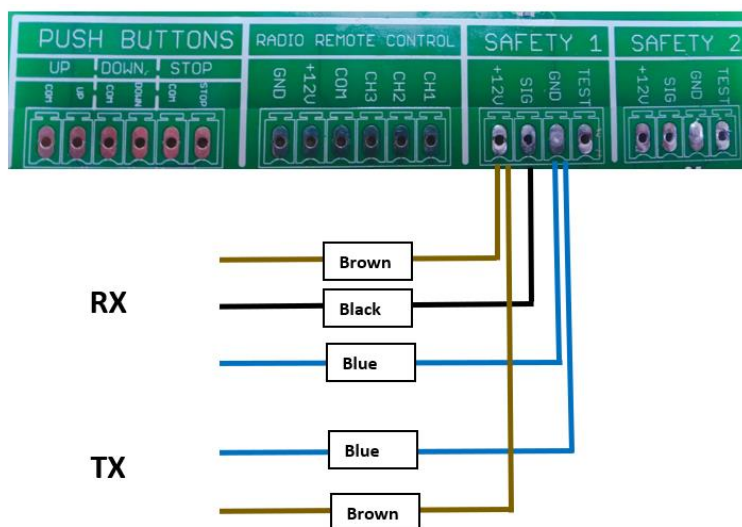 PUSH BUTTONS
UP DOWN STOP
COM UP COM DOWN COM STOP
RADIO REMOTE CONTROL
GND +12V COM CH3 CH2 CH1
SAFETY 1
+12V SIG GND TEST
SAFETY 2
+12V SIG GND TEST
RX
Brown
Black
Blue
TX
Blue
Brown